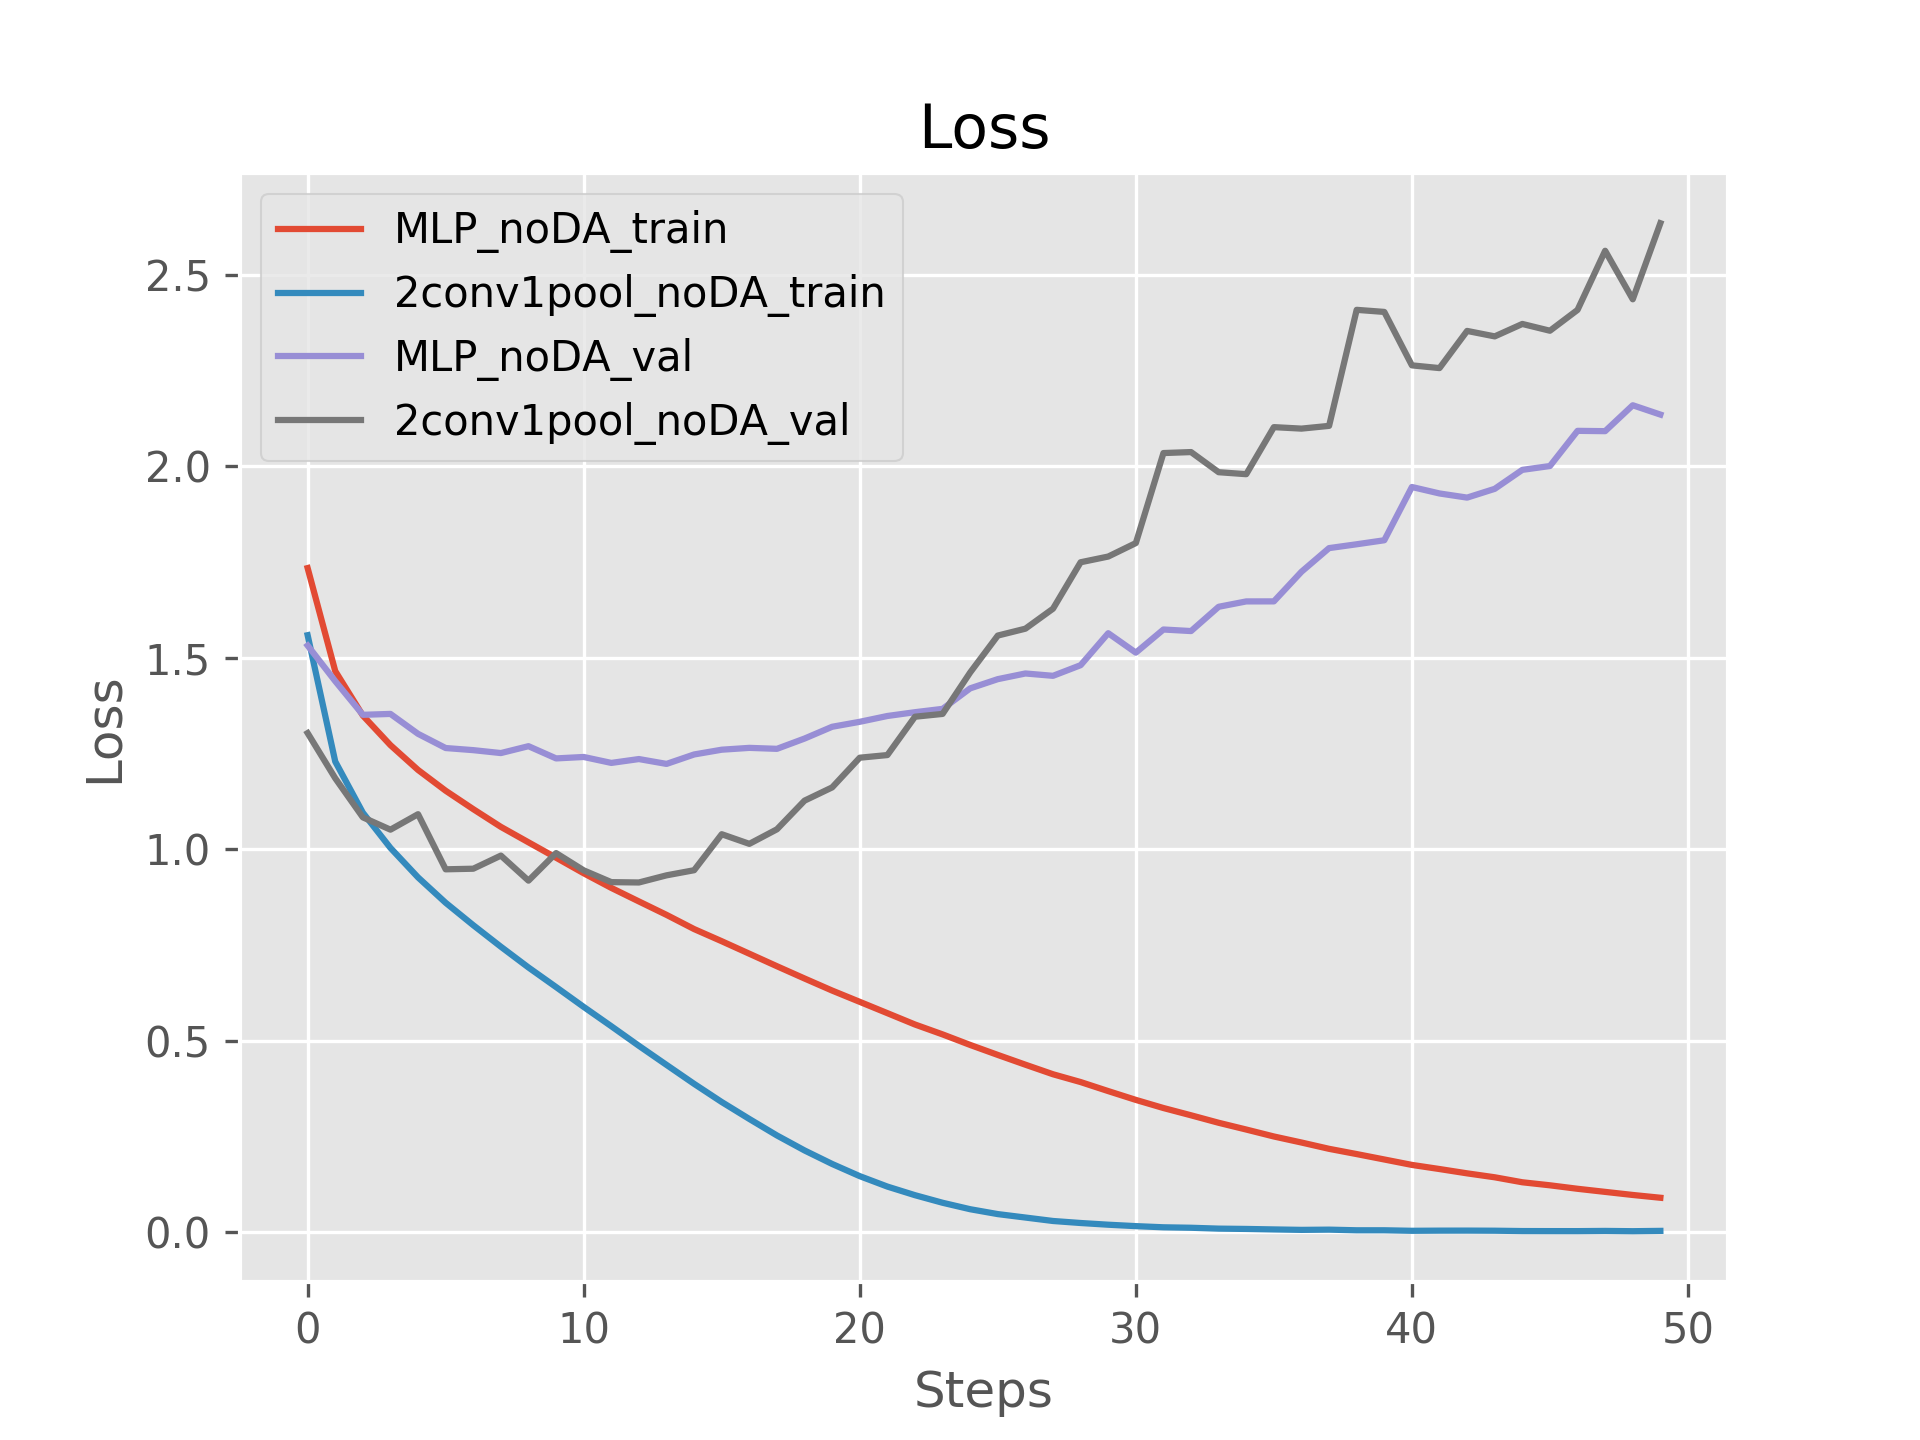 Loss
MLP_noDA_train
2conv1pool_noDA_train
MLP_noDA_val
2conv1pool_noDA_val
Loss
2.5
2.0
1.5
1.0
0.5
0.0
0 10 20 30 40 50
Steps